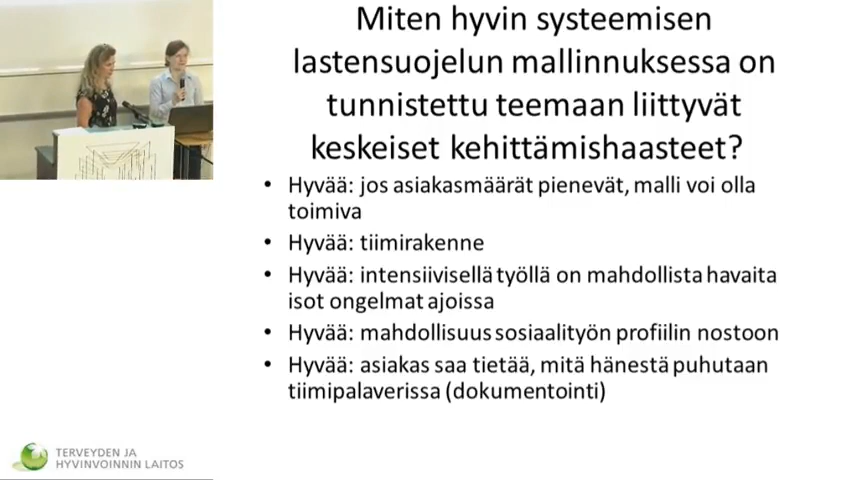 Miten hyvin systeemisen
lastensuojelun mallinnuksessa on
tunnistettu teemaan liittyvät
keskeiset kehittämishaasteet?
• Hyvää: jos asiakasmäärät pienevät, malli voi olla
toimiva
• Hyvää: tiimirakenne
• Hyvää: intensiivisellä työllä on mahdollista havaita
isot ongelmat ajoissa
• Hyvää: mahdollisuus sosiaalityön profiilin nostoon
• Hyvää: asiakas saa tietää, mitä hänestä puhutaan
tiimipalaverissa (dokumentointi)
TERVEYDEN JA
HYVINVOINNIN LAITOS